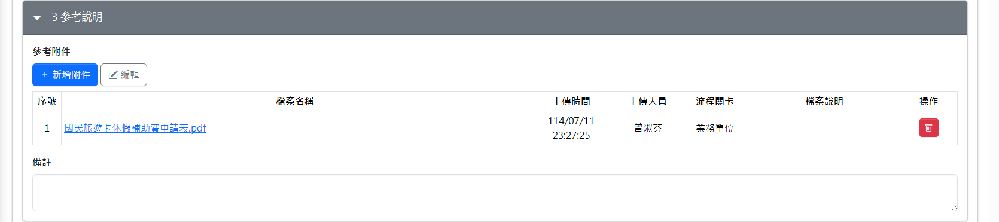 3 參考說明
參考附件
+ 新增附件 編輯
序號 檔案名稱 上傳時間 上傳人員 流程關卡 檔案說明 操作
1 國民旅遊卡休假補助費申請表.pdf 114/07/11 23:27:25 曾淑芬 業務單位
備註